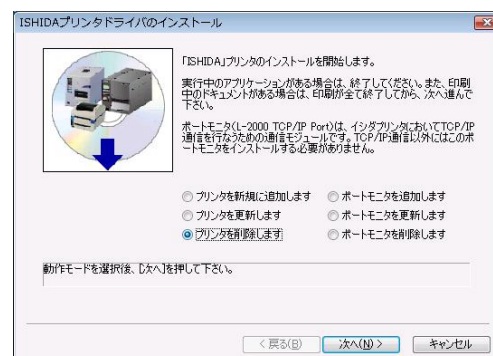 ISHIDAプリンタドライバのインストール
「ISHIDA」プリンタのインストールを開始します。
実行中のアプリケーションがある場合は、終了してください。また、印刷
中のドキュメントがある場合は、印刷が全て終了してから、次へ進んで
下さい。
ポートモニタ(L-2000 TCP/IP Port)は、イシダプリンタにおいてTCP/IP
通信を行なうための通信モジュールです。TCP/IP通信以外にはこのポ
ートモニタをインストールする必要がありません。
プリンタを新規に追加します ポートモニタを追加します
プリンタを更新します ポートモニタを更新します
プリンタを削除します ポートモニタを削除します
動作モードを選択後、[次へ]を押して下さい。
< 戻る(B) 次へ(N) > キャンセル